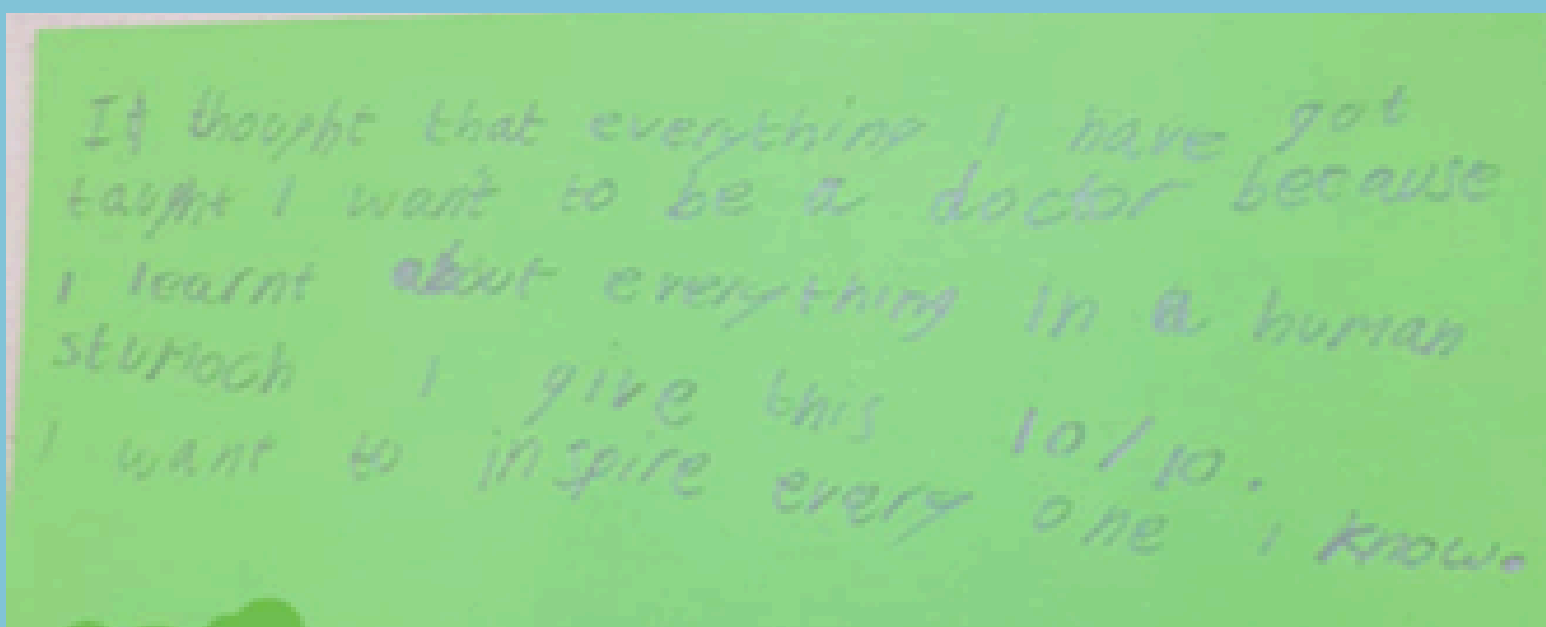 It thought that everything I have got
taught I want to be a doctor because
I learnt about everything in a human
stumoch I give this 10/10.
I want to inspire every one i know.